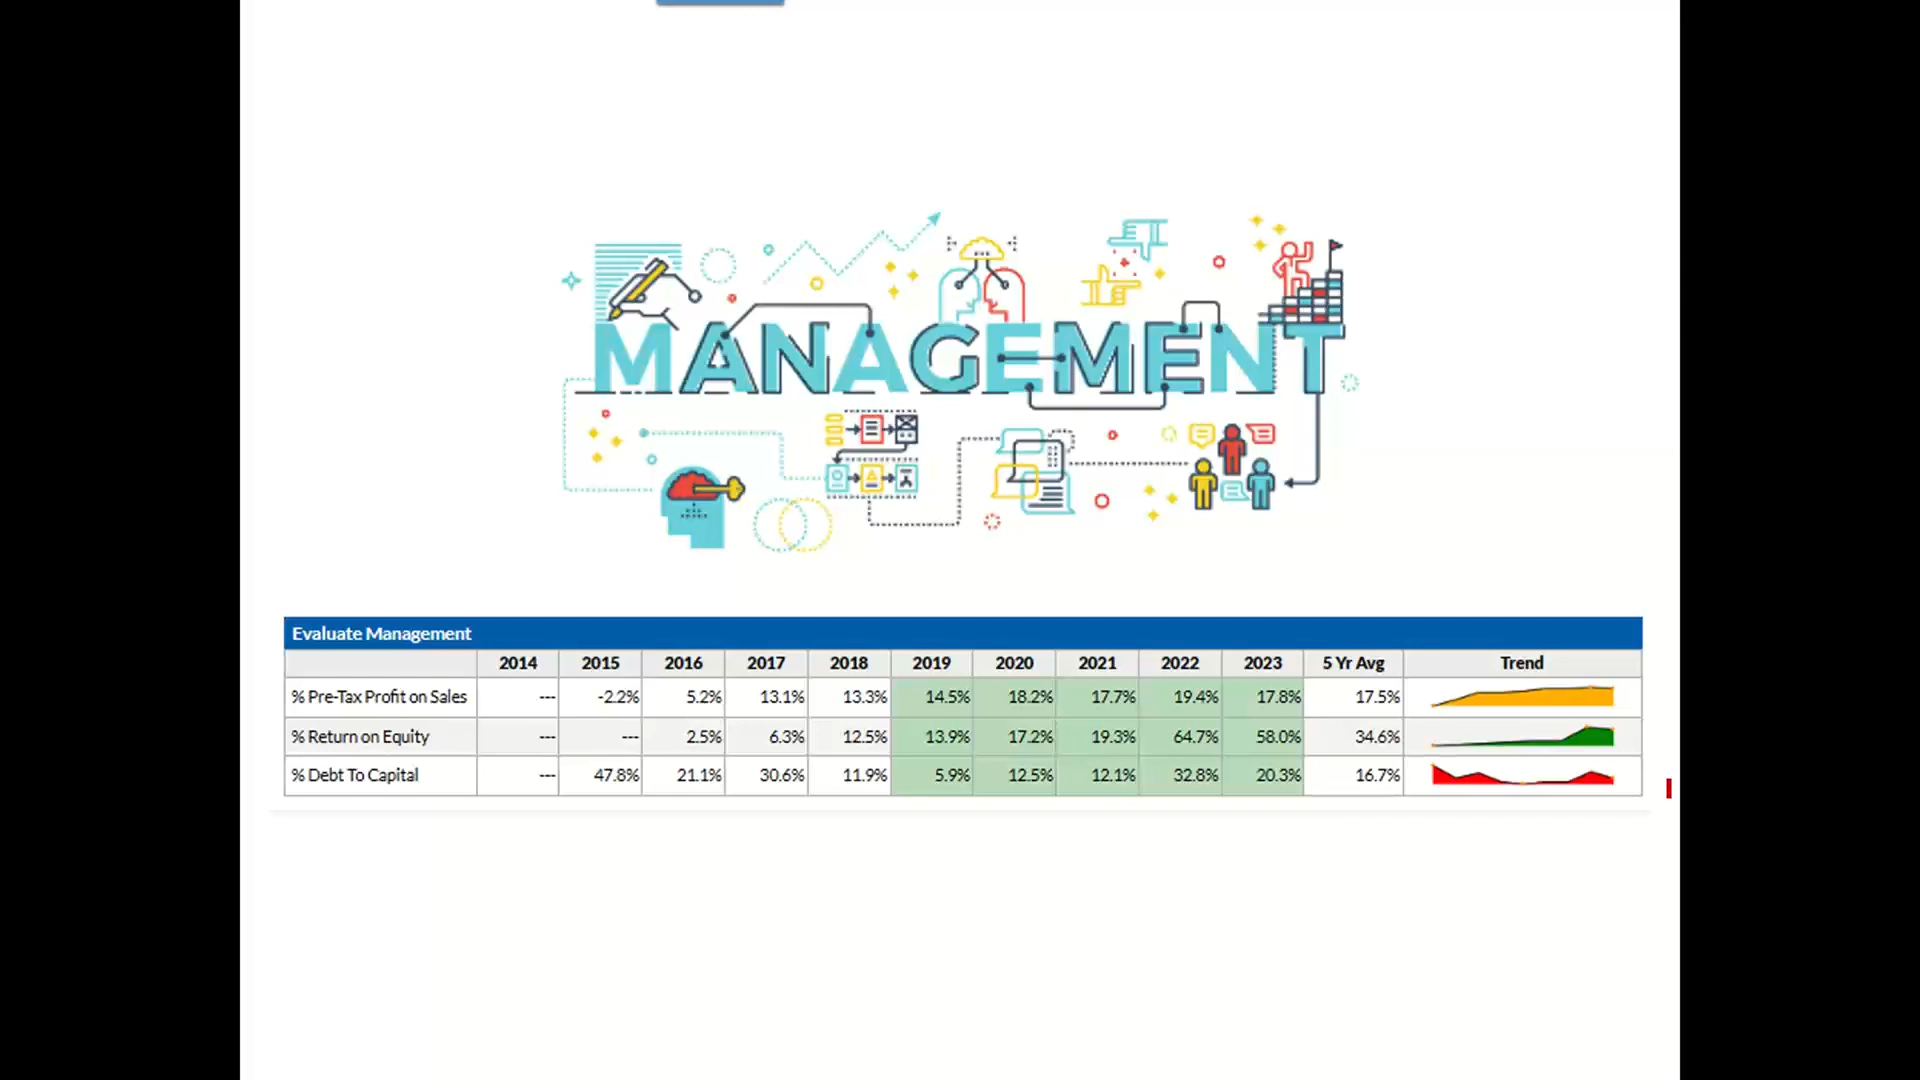 MANAGEMENT
Evaluate Management
2014 2015 2016 2017 2018 2019 2020 2021 2022 2023 5 Yr Avg Trend
% Pre-Tax Profit on Sales --- -2.2% 5.2% 13.1% 13.3% 14.5% 18.2% 17.7% 19.4% 17.8% 17.5%
% Return on Equity --- --- 2.5% 6.3% 12.5% 13.9% 17.2% 19.3% 64.7% 58.0% 34.6%
% Debt To Capital --- 47.8% 21.1% 30.6% 11.9% 5.9% 12.5% 12.1% 32.8% 20.3% 16.7%